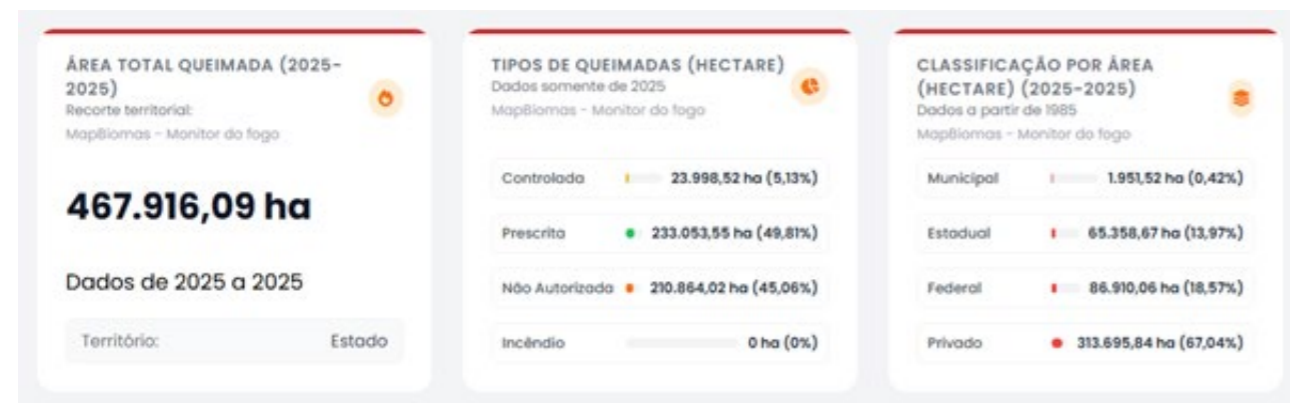 ÁREA TOTAL QUEIMADA (2025-
2025)
Recorte territorial:
MapBiomas - Monitor do fogo
467.916,09 ha
Dados de 2025 a 2025
Território: Estado
TIPOS DE QUEIMADAS (HECTARE)
Dados somente de 2025
MapBiomas - Monitor do fogo
Controlada 23.998,52 ha (5,13%)
Prescrita 233.053,55 ha (49,81%)
Não Autorizada 210.864,02 ha (45,06%)
Incêndio 0 ha (0%)
CLASSIFICAÇÃO POR ÁREA
(HECTARE) (2025-2025)
Dados a partir de 1985
MapBiomas - Monitor do fogo
Municipal 1.951,52 ha (0,42%)
Estadual 65.358,67 ha (13,97%)
Federal 86.910,06 ha (18,57%)
Privado 313.695,84 ha (67,04%)